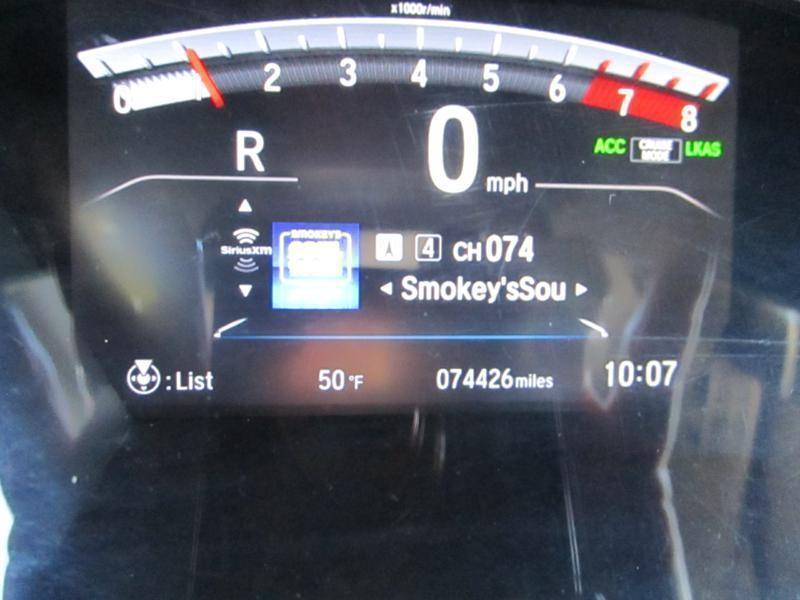 x1000r/min
0 2 3 4 5 6 7 8
R
0 mph
ACC CRUISE MODE LKAS
SiriusXM
SMOKEY'S
4 CH 074
Smokey'sSou
: List
50 °F
074426 miles
10:07